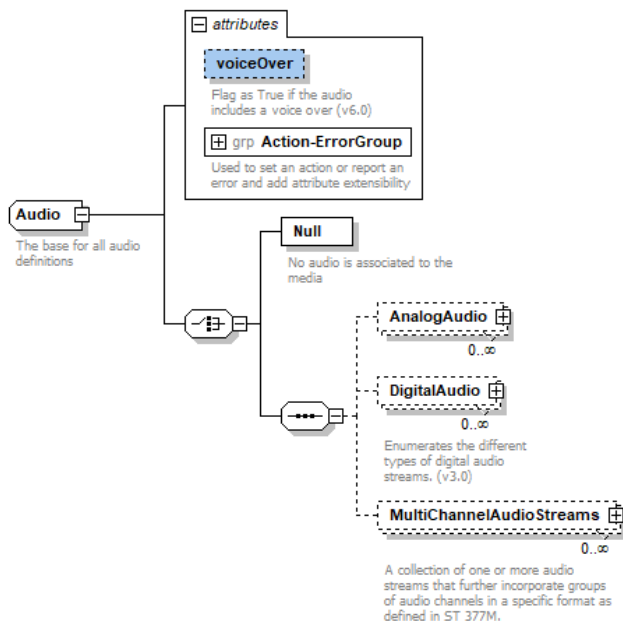 attributes
voiceOver
Flag as True if the audio
includes a voice over (v6.0)
grp Action-ErrorGroup
Used to set an action or report an
error and add attribute extensibility
Audio
The base for all audio
definitions
Null
No audio is associated to the
media
AnalogAudio
0..∞
DigitalAudio
0..∞
Enumerates the different
types of digital audio
streams. (v3.0)
MultiChannelAudioStreams
0..∞
A collection of one or more audio
streams that further incorporate groups
of audio channels in a specific format as
defined in ST 377M.